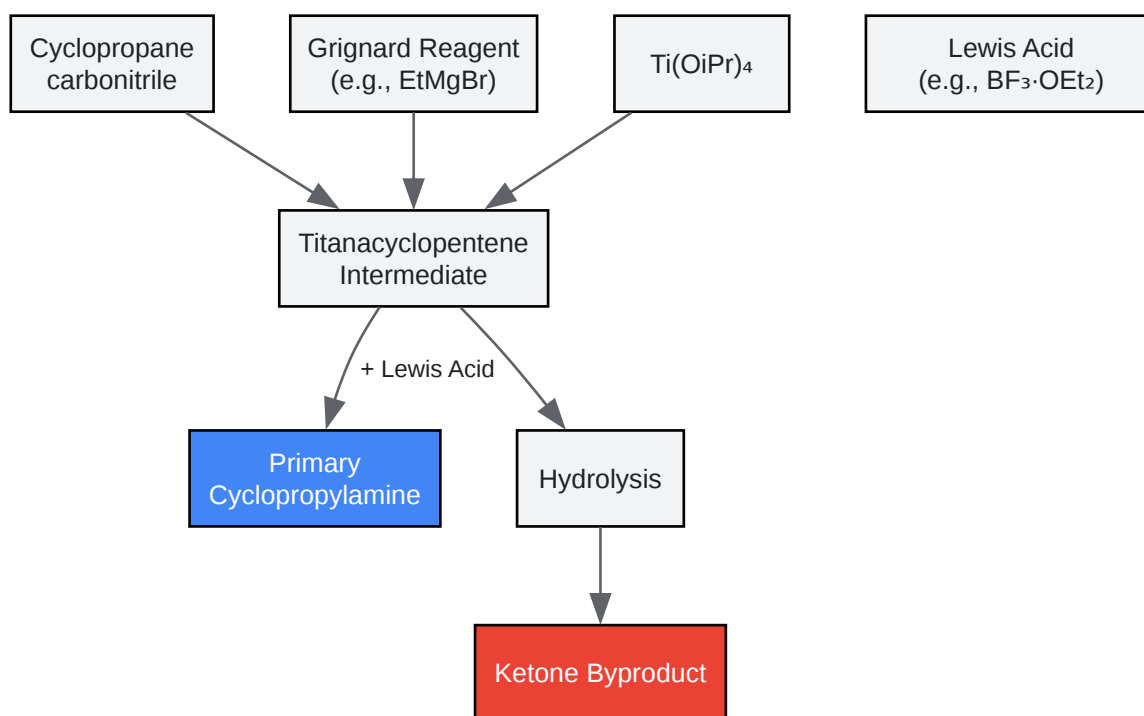 Cyclopropane
carbonitrile
Grignard Reagent
(e.g., EtMgBr)
Ti(OiPr)₄
Lewis Acid
(e.g., BF₃·OEt₂)
Titanacyclopentene
Intermediate
+ Lewis Acid
Primary
Cyclopropylamine
Hydrolysis
Ketone Byproduct